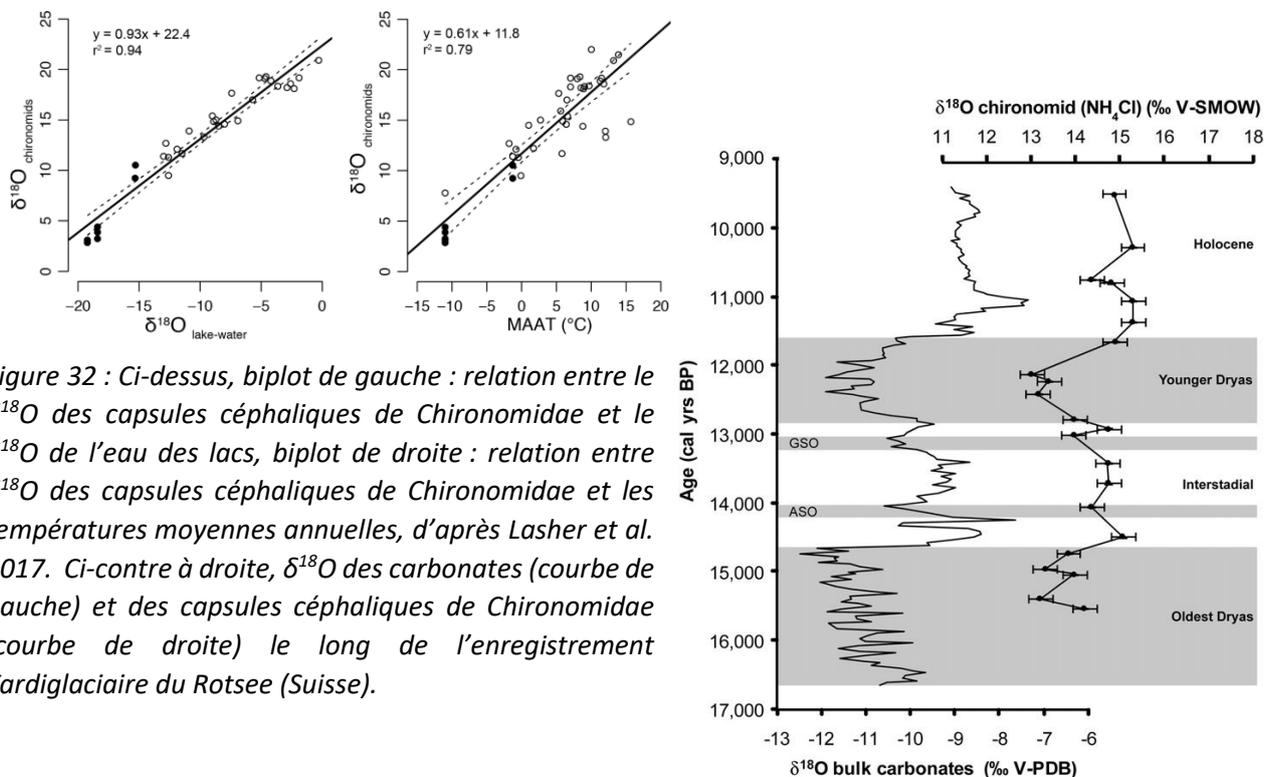 y = 0.93x + 22.4
r² = 0.94
25
20
15
10
5
0
δ¹⁸O chironomids
−20 −15 −10 −5 0
δ¹⁸O lake-water
y = 0.61x + 11.8
r² = 0.79
25
20
15
10
5
0
δ¹⁸O chironomids
−15 −10 −5 0 5 10 15 20
MAAT (°C)
igure 32 : Ci-dessus, biplot de gauche : relation entre le
¹⁸O des capsules céphaliques de Chironomidae et le
¹⁸O de l’eau des lacs, biplot de droite : relation entre
¹⁸O des capsules céphaliques de Chironomidae et les
empératures moyennes annuelles, d’après Lasher et al.
017. Ci-contre à droite, δ¹⁸O des carbonates (courbe de
auche) et des capsules céphaliques de Chironomidae
courbe de droite) le long de l’enregistrement
ardiglaciaire du Rotsee (Suisse).
δ¹⁸O chironomid (NH₄Cl) (‰ V-SMOW)
11 12 13 14 15 16 17 18
9,000
10,000
Holocene
11,000
12,000
Younger Dryas
13,000
GSO
Interstadial
14,000
ASO
15,000
Oldest Dryas
16,000
17,000
Age (cal yrs BP)
-13 -12 -11 -10 -9 -8 -7 -6
δ¹⁸O bulk carbonates (‰ V-PDB)